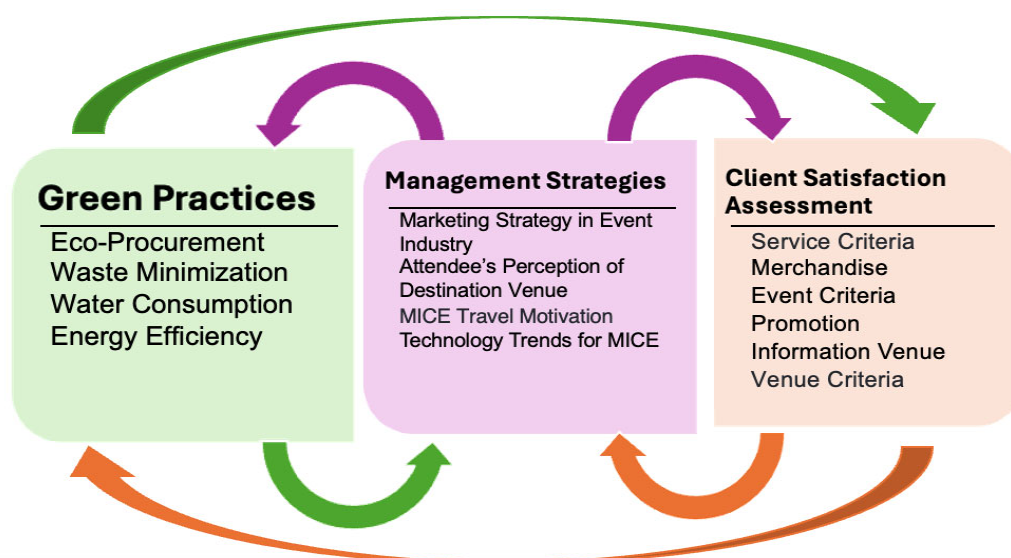 Green Practices
Eco-Procurement
Waste Minimization
Water Consumption
Energy Efficiency
Management Strategies
Marketing Strategy in Event
Industry
Attendee's Perception of
Destination Venue
MICE Travel Motivation
Technology Trends for MICE
Client Satisfaction
Assessment
Service Criteria
Merchandise
Event Criteria
Promotion
Information Venue
Venue Criteria